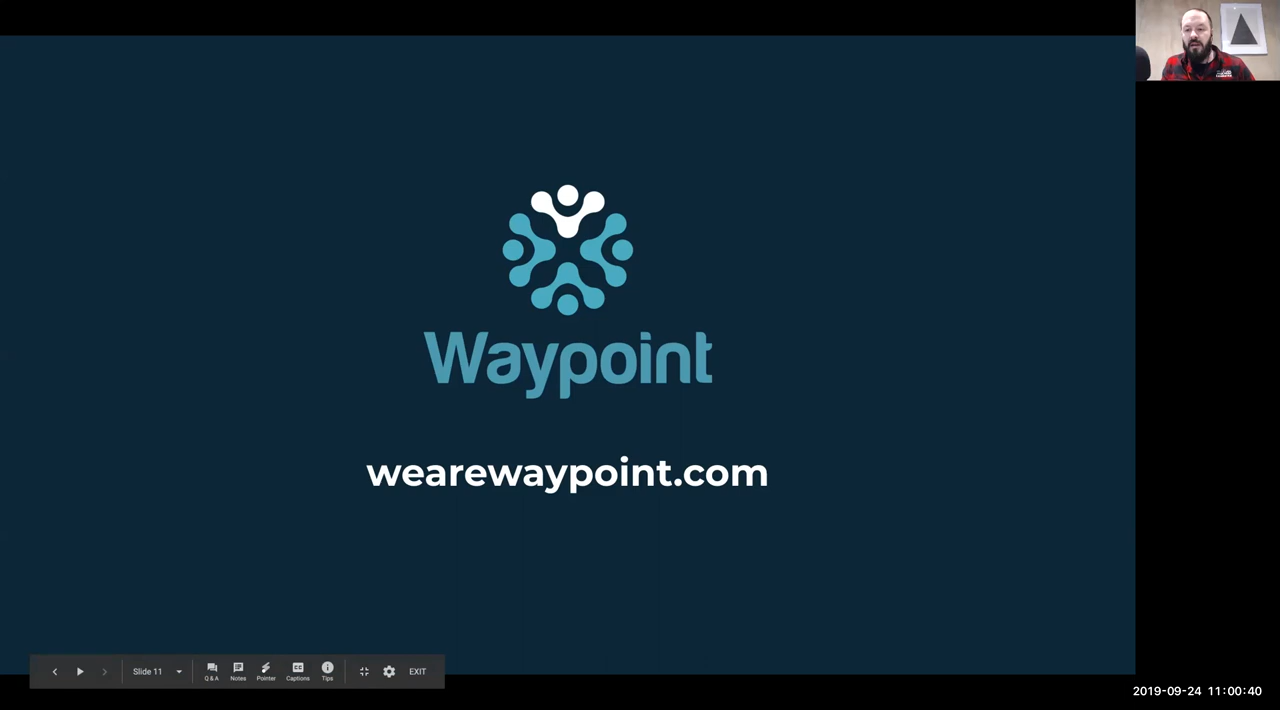 Waypoint
wearewaypoint.com
Slide 11
Q & A
Notes
Pointer
Captions
Tips
EXIT
2019-09-24 11:00:40